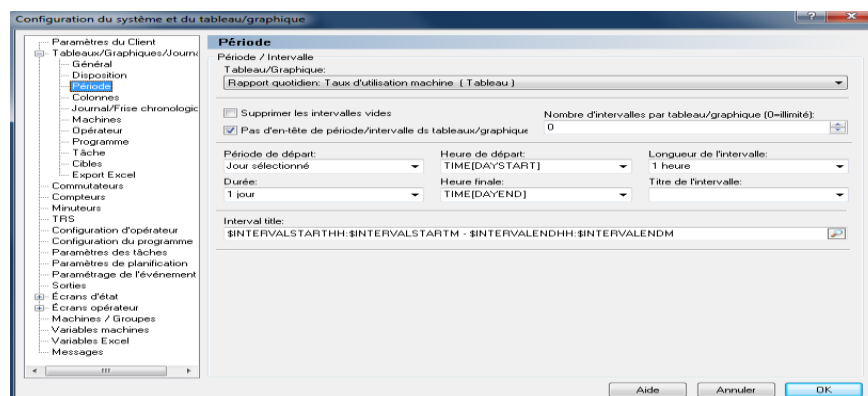 Configuration du système et du tableau/graphique
Paramètres du Client
Tableaux/Graphiques/Journa
Général
Disposition
Période
Colonnes
Journal/Frise chronologic
Machines
Opérateur
Programme
Tâche
Cibles
Export Excel
Commutateurs
Compteurs
Minuteurs
TRS
Configuration d'opérateur
Configuration du programme
Paramètres des tâches
Paramètres de planification
Paramétrage de l'événement
Sorties
Écrans d'état
Écrans opérateur
Machines / Groupes
Variables machines
Variables Excel
Messages
Période
Période / Intervalle
Tableau/Graphique:
Rapport quotidien: Taux d'utilisation machine ( Tableau )
Supprimer les intervalles vides
Pas d'en-tête de période/intervalle ds tableaux/graphique
Nombre d'intervalles par tableau/graphique (0=illimité):
0
Période de départ:
Jour sélectionné
Heure de départ:
TIME[DAYSTART]
Longueur de l'intervalle:
1 heure
Durée:
1 jour
Heure finale:
TIME[DAYEND]
Titre de l'intervalle:
Interval title:
$INTERVALSTARTHH:$INTERVALSTARTM - $INTERVALENDHH:$INTERVALENDM
Aide
Annuler
OK